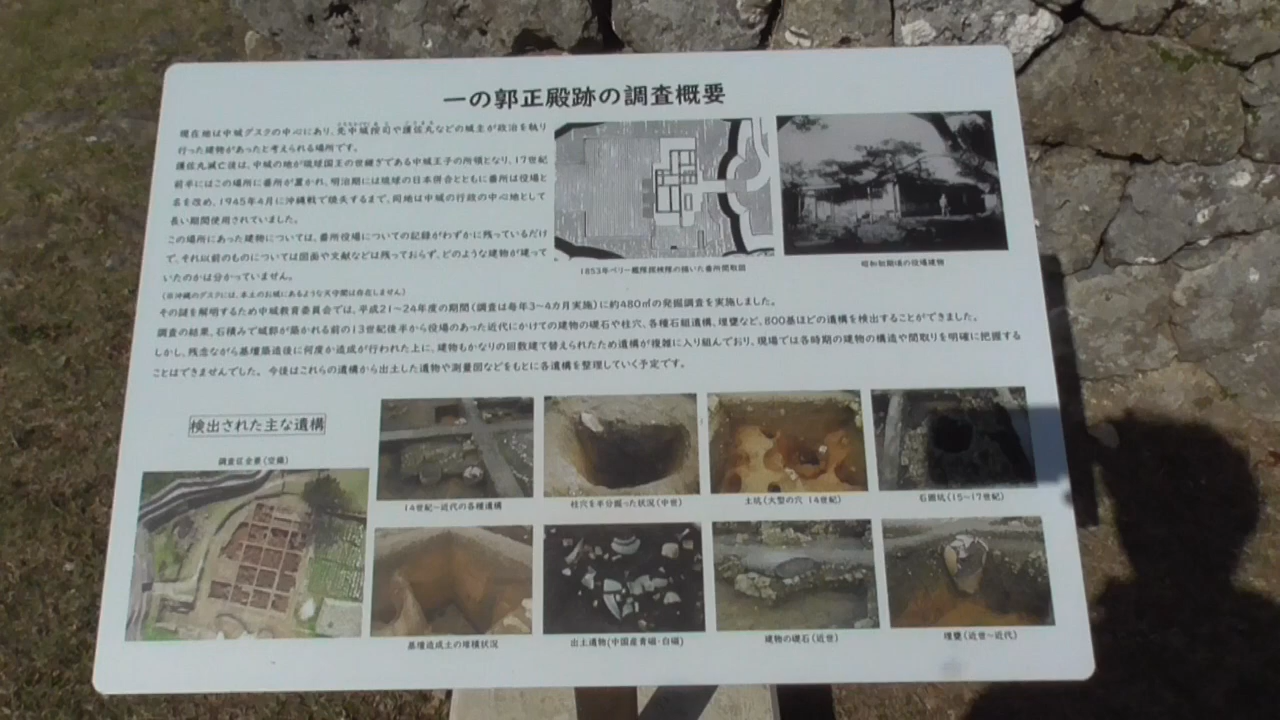 一の郭正殿跡の調査概要
現在地は中城グスクの中心にあり、先中城按司や護佐丸などの城主が政治を執り
行った建物があったと考えられる場所です。
護佐丸滅亡後は、中城の地が琉球国王の世継ぎである中城王子の所領となり、17世紀
前半にはこの場所に番所が置かれ、明治期には琉球の日本併合とともに番所は役場と
名を改め、1945年4月に沖縄戦で焼失するまで、同地は中城の行政の中心地として
長い期間使用されていました。
この場所にあった建物については、番所役場についての記録がわずかに残っているだけ
で、それ以前のものについては図面や文献などは残っておらず、どのような建物が建って
いたのかは分かっていません。
(※沖縄のグスクには、本土のお城にあるような天守閣は存在しません)
その謎を解明するため中城教育委員会では、平成21～24年度の期間(調査は毎年3～4カ月実施)に約480㎡の発掘調査を実施しました。
調査の結果、石積みで城郭が築かれる前の13世紀後半から役場のあった近代にかけての建物の礎石や柱穴、各種石組遺構、埋甕など、800基ほどの遺構を検出することができました。
しかし、残念ながら基壇築造後に何度か造成が行われた上に、建物もかなりの回数建て替えられたため遺構が複雑に入り組んでおり、現場では各時期の建物の構造や間取りを明確に把握する
ことはできませんでした。今後はこれらの遺構から出土した遺物や測量図などをもとに各遺構を整理していく予定です。
1853年ペリー艦隊探検隊の描いた番所間取図
昭和初期頃の役場建物
検出された主な遺構
調査区全景(空撮)
14世紀～近代の各種遺構
柱穴を半分掘った状況(中世)
土坑(大型の穴 14世紀)
石囲坑(15～17世紀)
基壇造成土の堆積状況
出土遺物(中国産青磁・白磁)
建物の礎石(近世)
埋甕(近世～近代)